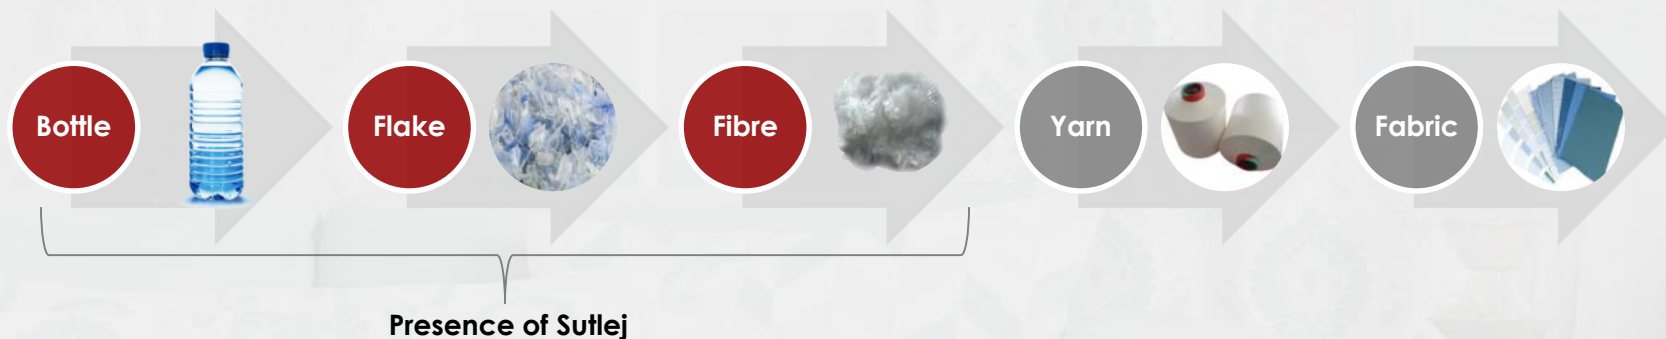 Bottle
Flake
Fibre
Yarn
Fabric
Presence of Sutlej